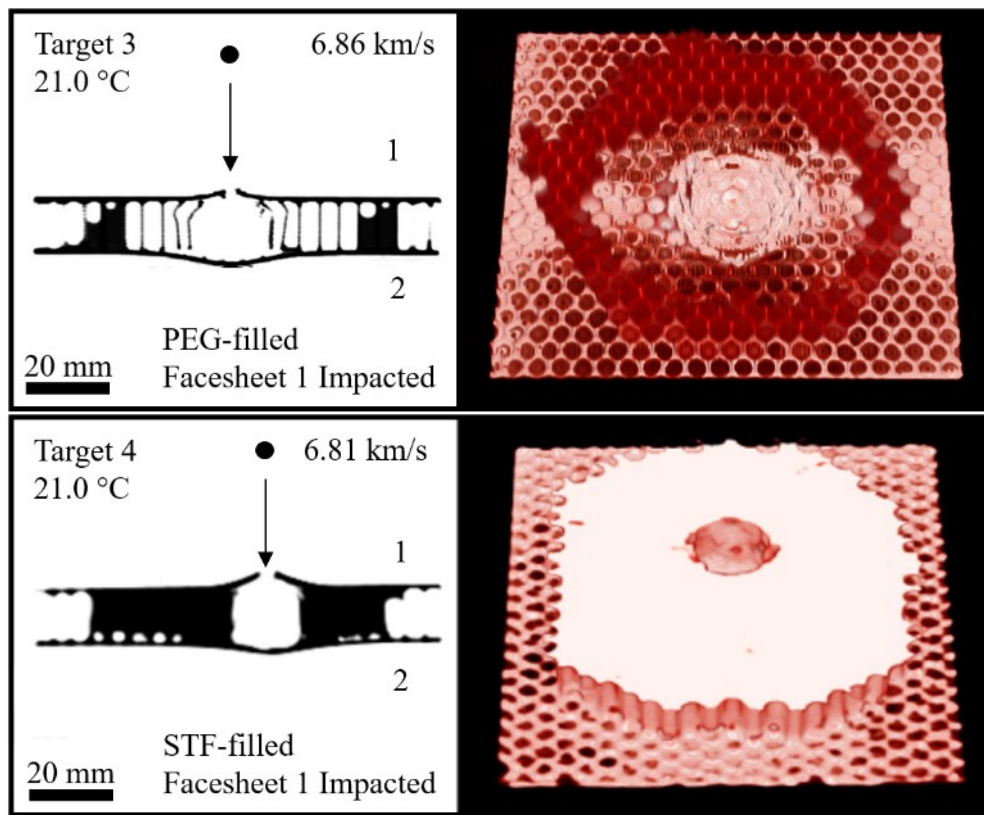 Target 3
6.86 km/s
21.0 °C
1
2
PEG-filled
20 mm
Facesheet 1 Impacted
Target 4
6.81 km/s
21.0 °C
1
2
STF-filled
20 mm
Facesheet 1 Impacted